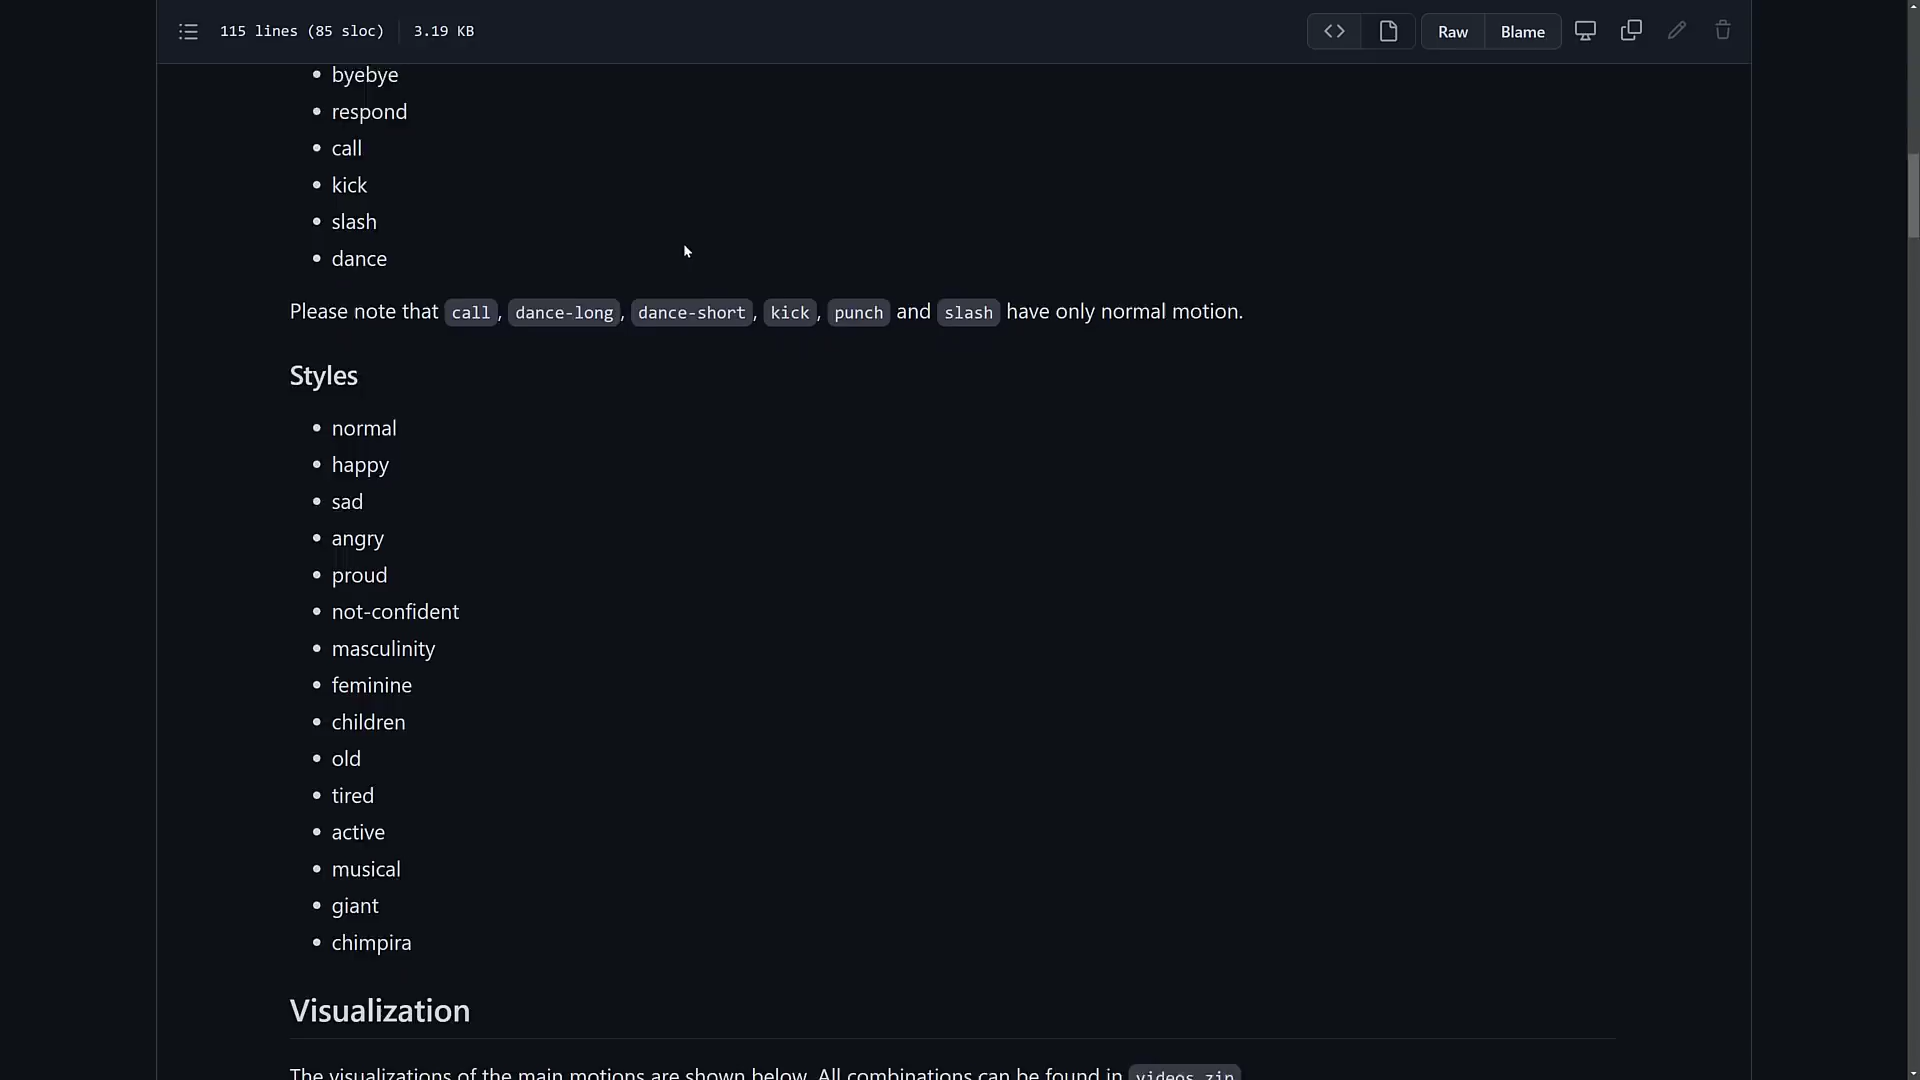 115 lines (85 sloc) 3.19 KB Raw Blame
byebye
respond
call
kick
slash
dance
Please note that call, dance-long, dance-short, kick, punch and slash have only normal motion.
Styles
normal
happy
sad
angry
proud
not-confident
masculinity
feminine
children
old
tired
active
musical
giant
chimpira
Visualization
The visualizations of the main motions are shown below. All combinations can be found in videos.zip